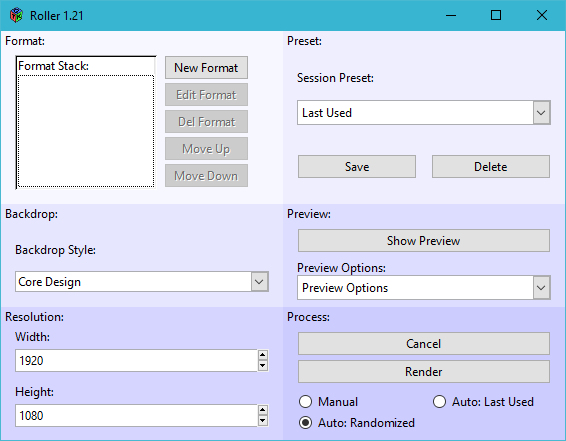 Roller 1.21
Format:
Format Stack:
New Format
Edit Format
Del Format
Move Up
Move Down
Preset:
Session Preset:
Last Used
Save
Delete
Backdrop:
Backdrop Style:
Core Design
Preview:
Show Preview
Preview Options:
Preview Options
Resolution:
Width:
1920
Height:
1080
Process:
Cancel
Render
Manual
Auto: Last Used
Auto: Randomized